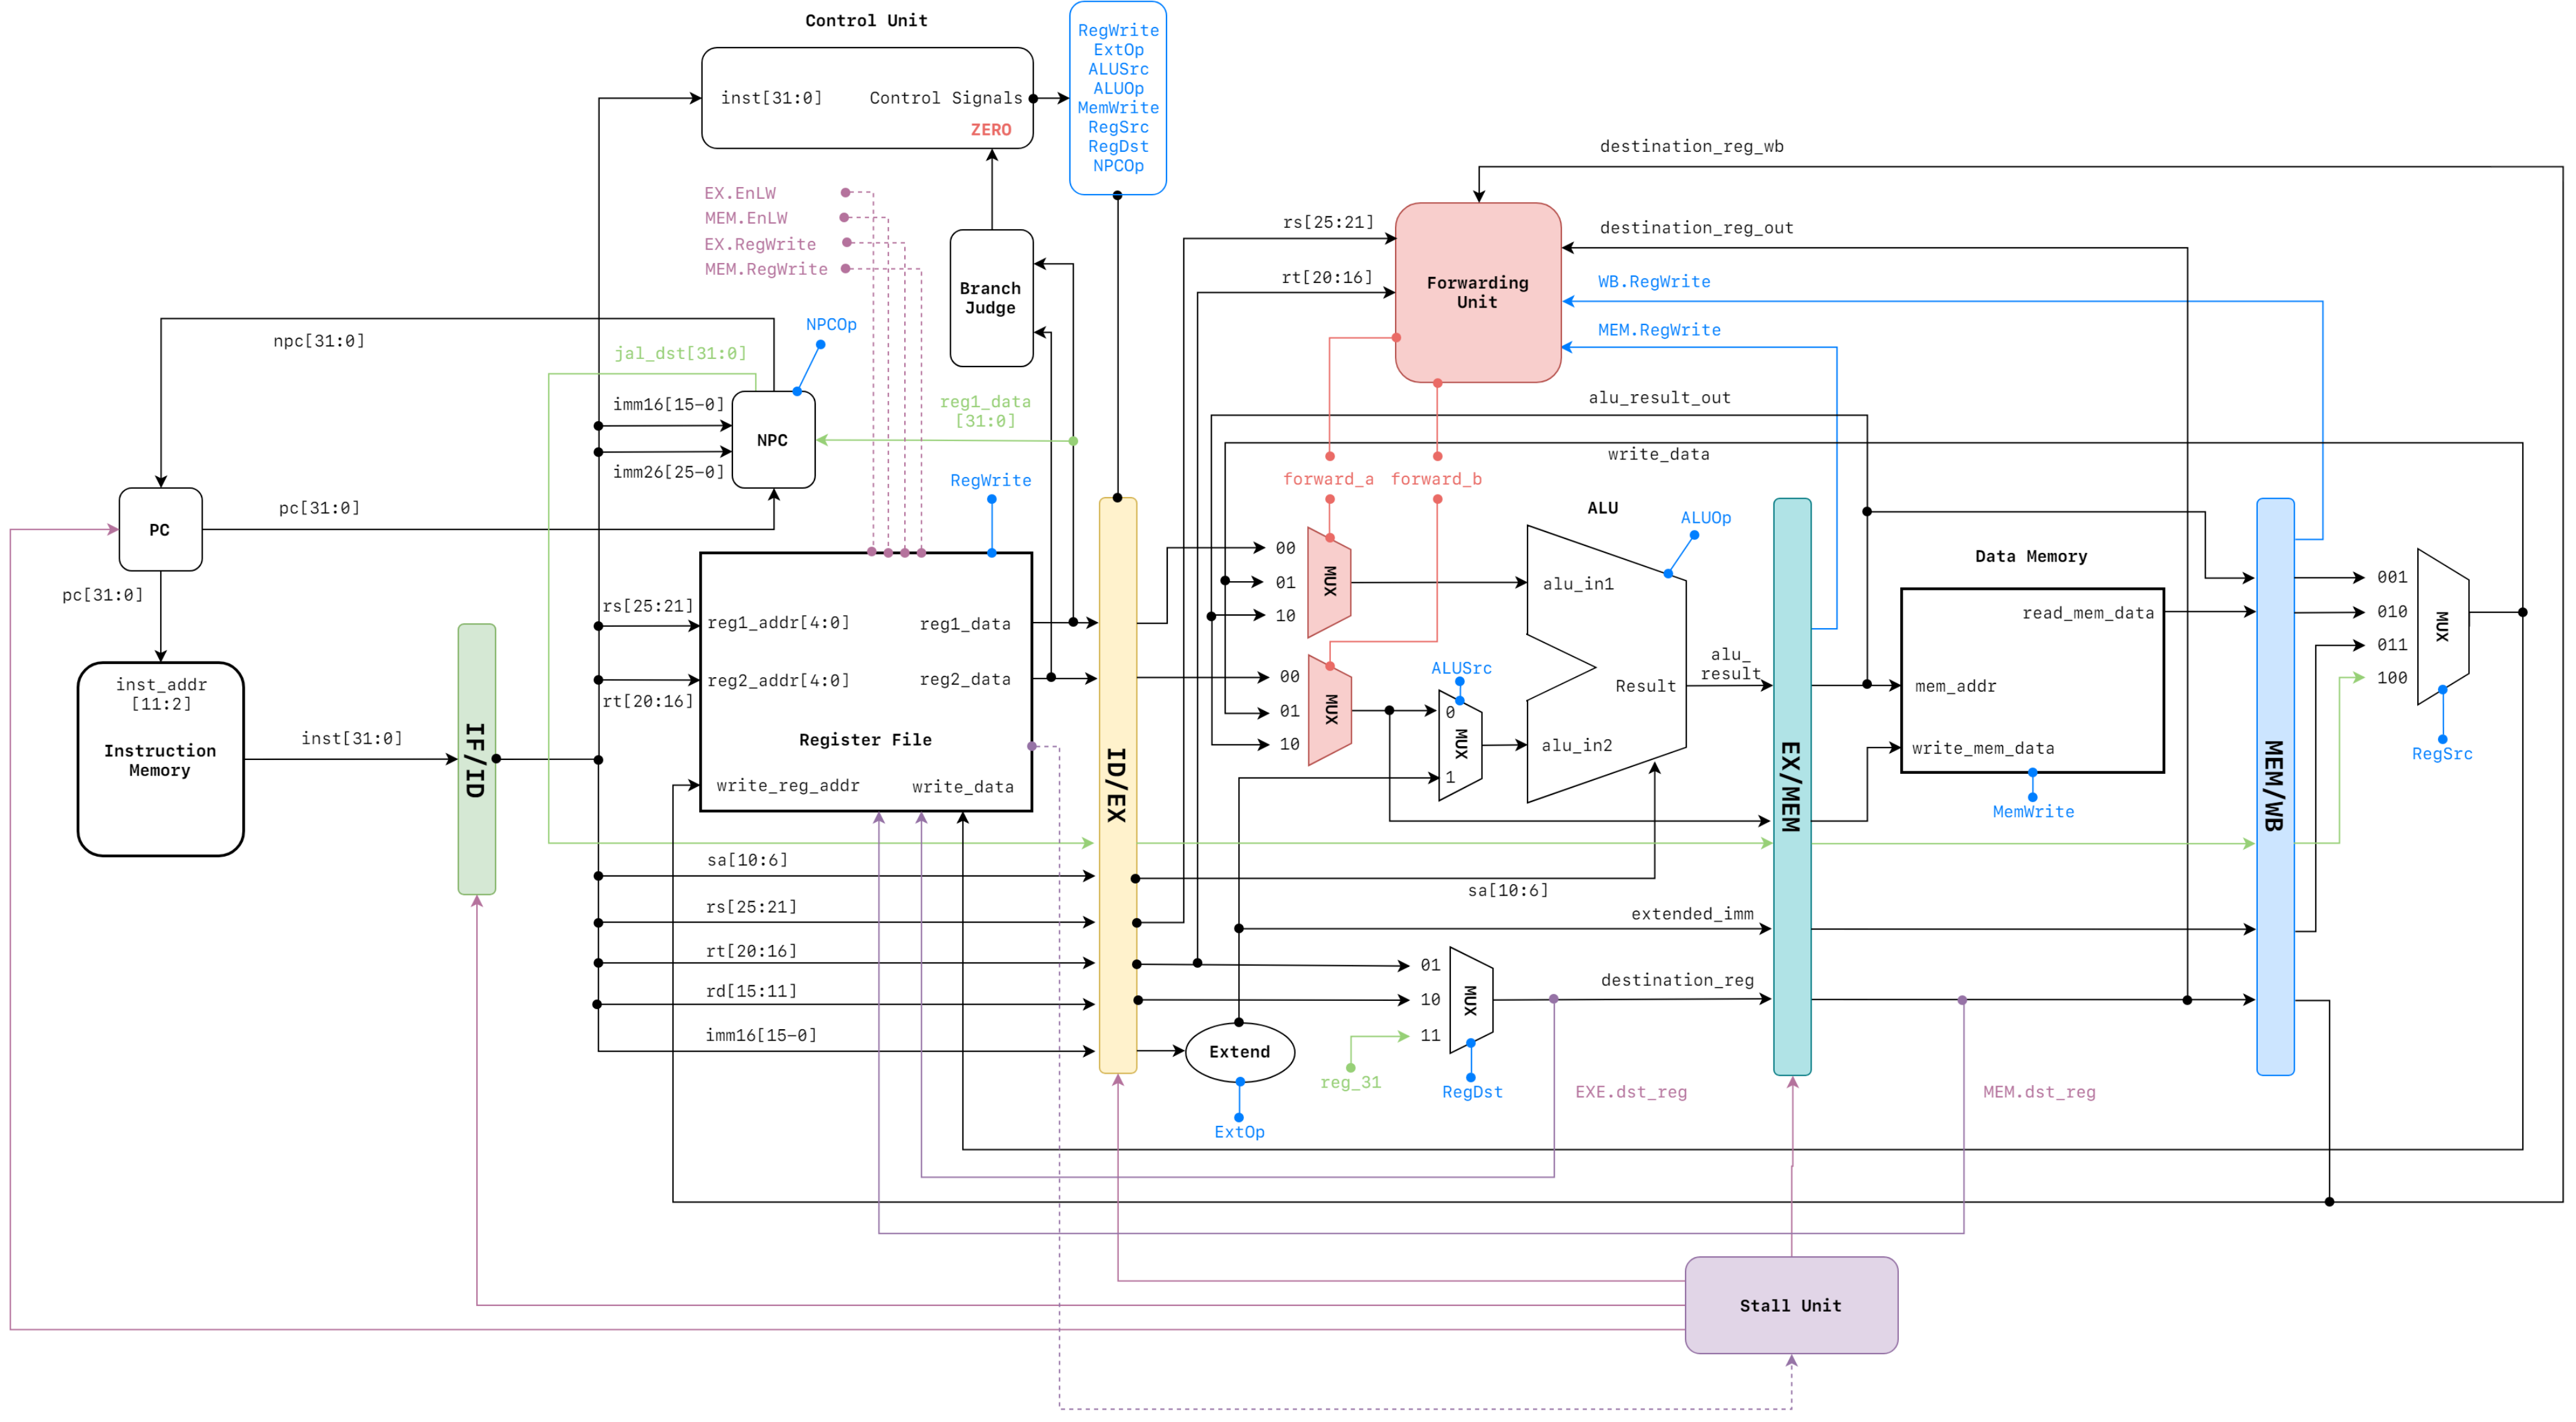 Control Unit
inst[31:0]
Control Signals
ZERO
RegWrite
ExtOp
ALUSrc
ALUOp
MemWrite
RegSrc
RegDst
NPCOp
EX.EnLW
MEM.EnLW
EX.RegWrite
MEM.RegWrite
Branch
Judge
NPCOp
npc[31:0]
jal_dst[31:0]
imm16[15-0]
NPC
imm26[25-0]
reg1_data
[31:0]
RegWrite
PC
pc[31:0]
pc[31:0]
inst_addr
[11:2]
Instruction
Memory
inst[31:0]
IF/ID
rs[25:21]
rt[20:16]
reg1_addr[4:0]
reg1_data
reg2_addr[4:0]
reg2_data
Register File
write_reg_addr
write_data
sa[10:6]
rs[25:21]
rt[20:16]
rd[15:11]
imm16[15-0]
ID/EX
destination_reg_wb
rs[25:21]
destination_reg_out
rt[20:16]
Forwarding
Unit
WB.RegWrite
MEM.RegWrite
alu_result_out
write_data
forward_a
forward_b
00
01
10
MUX
00
01
10
MUX
ALUSrc
0
MUX
1
ALU
ALUOp
alu_in1
Result
alu_in2
alu_
result
sa[10:6]
extended_imm
destination_reg
01
10
11
MUX
reg_31
RegDst
Extend
ExtOp
EXE.dst_reg
EX/MEM
Data Memory
read_mem_data
mem_addr
write_mem_data
MemWrite
MEM.dst_reg
MEM/WB
001
010
011
100
MUX
RegSrc
Stall Unit